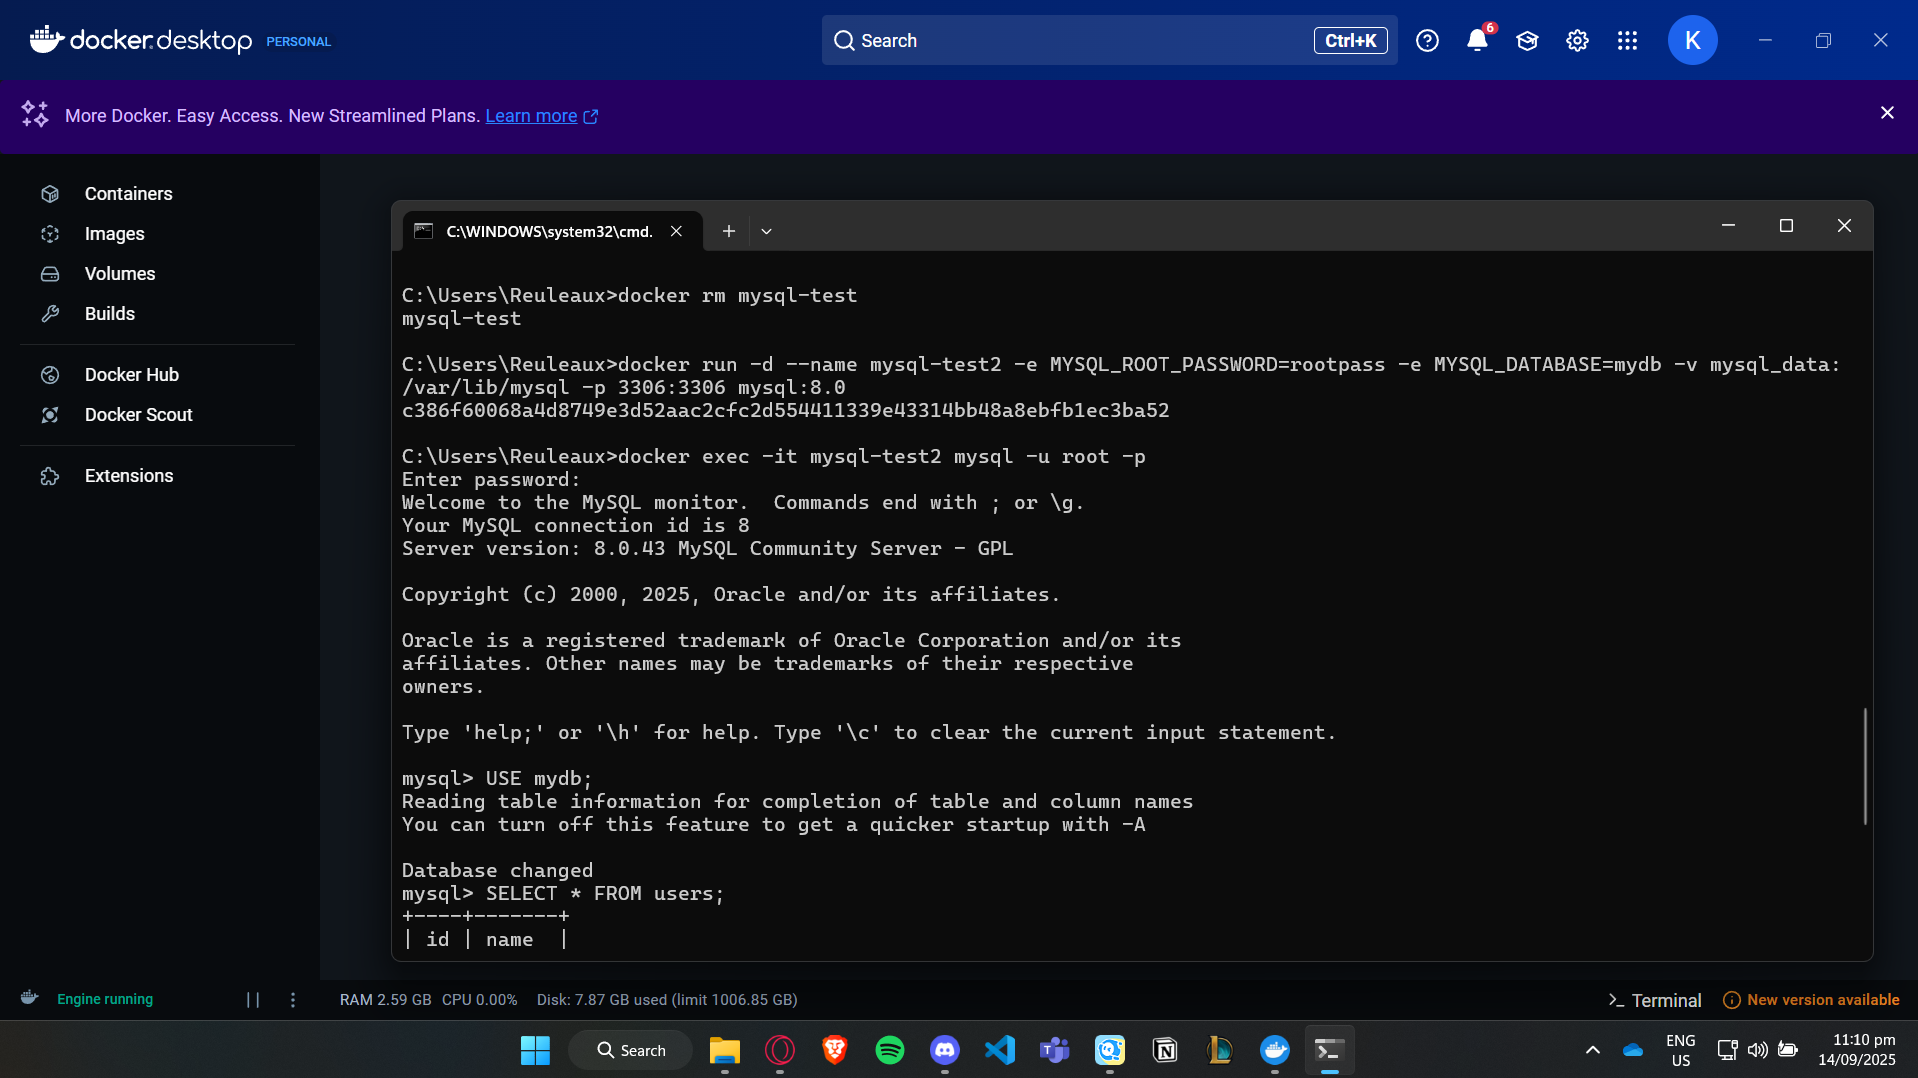 docker.desktop PERSONAL
Search Ctrl+K
6
K
More Docker. Easy Access. New Streamlined Plans. Learn more
Containers
Images
Volumes
Builds
Docker Hub
Docker Scout
Extensions
C:\WINDOWS\system32\cmd.
C:\Users\Reuleaux>docker rm mysql-test
mysql-test
C:\Users\Reuleaux>docker run -d --name mysql-test2 -e MYSQL_ROOT_PASSWORD=rootpass -e MYSQL_DATABASE=mydb -v mysql_data:
/var/lib/mysql -p 3306:3306 mysql:8.0
c386f60068a4d8749e3d52aac2cfc2d554411339e43314bb48a8ebfb1ec3ba52
C:\Users\Reuleaux>docker exec -it mysql-test2 mysql -u root -p
Enter password:
Welcome to the MySQL monitor.  Commands end with ; or \g.
Your MySQL connection id is 8
Server version: 8.0.43 MySQL Community Server - GPL
Copyright (c) 2000, 2025, Oracle and/or its affiliates.
Oracle is a registered trademark of Oracle Corporation and/or its
affiliates. Other names may be trademarks of their respective
owners.
Type 'help;' or '\h' for help. Type '\c' to clear the current input statement.
mysql> USE mydb;
Reading table information for completion of table and column names
You can turn off this feature to get a quicker startup with -A
Database changed
mysql> SELECT * FROM users;
+----+-------+
| id | name  |
Engine running
RAM 2.59 GB CPU 0.00% Disk: 7.87 GB used (limit 1006.85 GB)
Terminal
New version available
Search
ENG
US
11:10 pm
14/09/2025